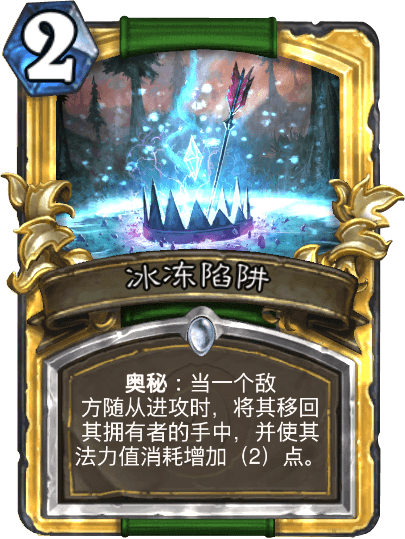 2
冰冻陷阱
奥秘：当一个敌
方随从进攻时，将其移回
其拥有者的手中，并使其
法力值消耗增加（2）点。